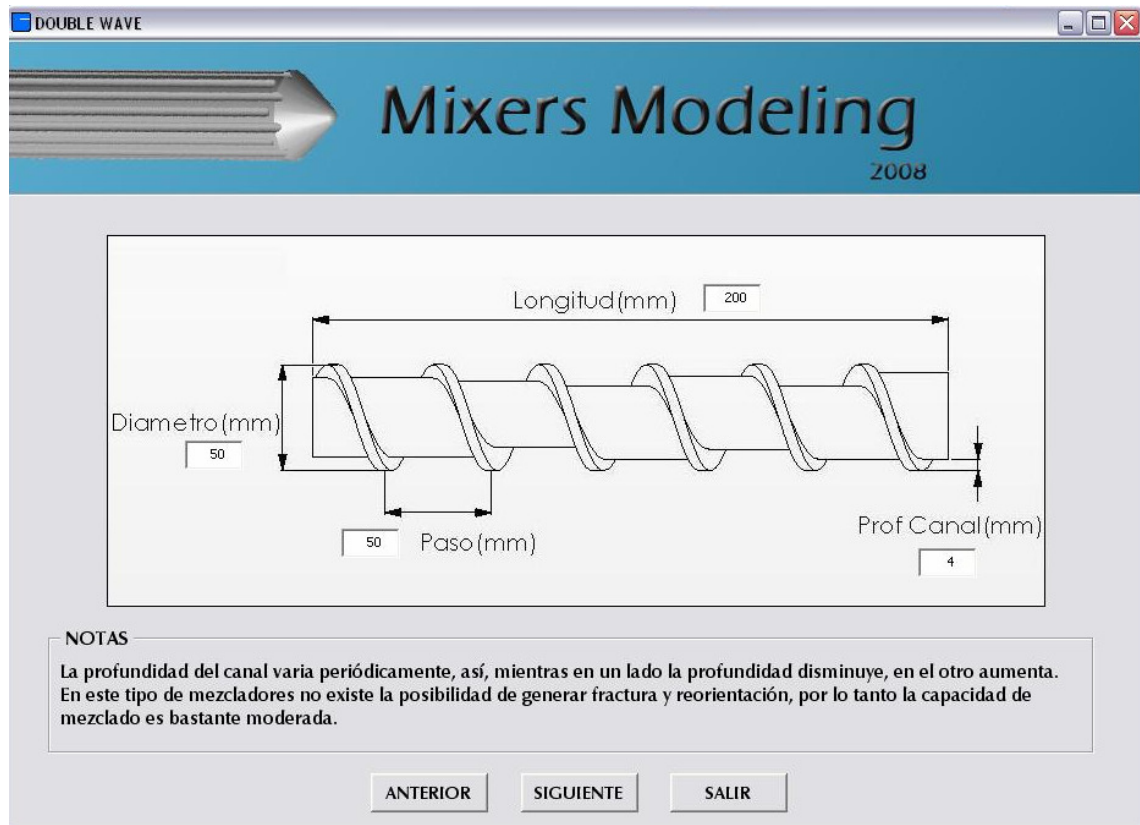 DOUBLE WAVE
Mixers Modeling
2008
Longitud(mm) 200
Diametro(mm)
50
50 Paso(mm)
Prof Canal(mm)
4
NOTAS
La profundidad del canal varia periódicamente, así, mientras en un lado la profundidad disminuye, en el otro aumenta.
En este tipo de mezcladores no existe la posibilidad de generar fractura y reorientación, por lo tanto la capacidad de
mezclado es bastante moderada.
ANTERIOR SIGUIENTE SALIR